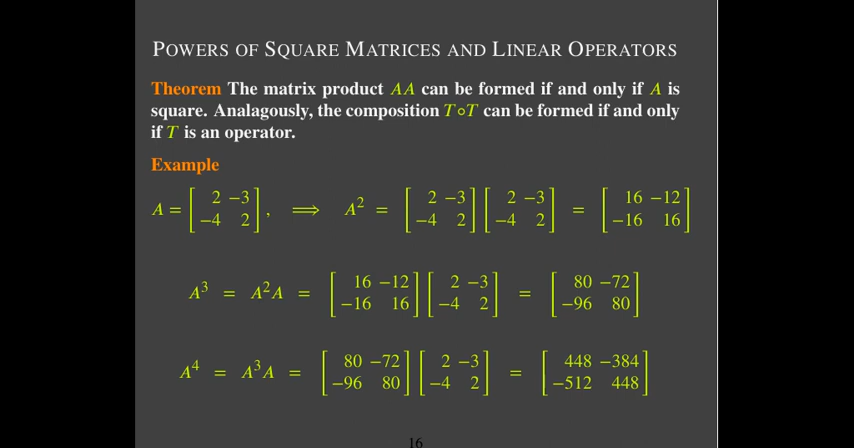 POWERS OF SQUARE MATRICES AND LINEAR OPERATORS
Theorem The matrix product AA can be formed if and only if A is
square. Analagously, the composition T∘T can be formed if and only
if T is an operator.
Example
A = [2 −3; −4 2], ⟹ A² = [2 −3; −4 2] [2 −3; −4 2] = [16 −12; −16 16]
A³ = A²A = [16 −12; −16 16] [2 −3; −4 2] = [80 −72; −96 80]
A⁴ = A³A = [80 −72; −96 80] [2 −3; −4 2] = [448 −384; −512 448]
16